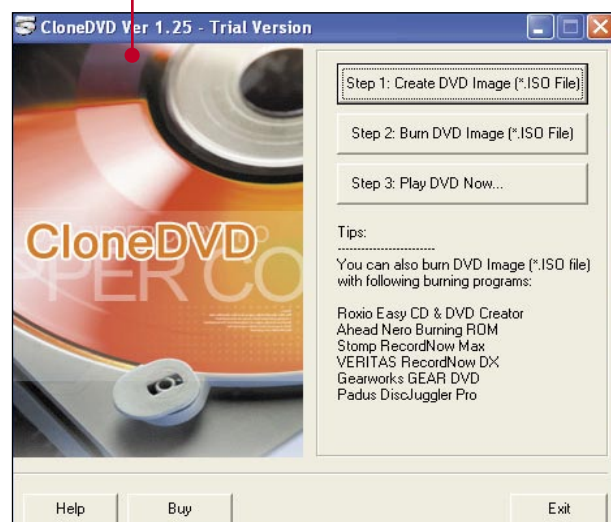 CloneDVD Ver 1.25 - Trial Version
CloneDVD
Step 1: Create DVD Image (*.ISO File)
Step 2: Burn DVD Image (*.ISO File)
Step 3: Play DVD Now...
Tips:
------------------------
You can also burn DVD Image (*.ISO file)
with following burning programs:
Roxio Easy CD & DVD Creator
Ahead Nero Burning ROM
Stomp RecordNow Max
VERITAS RecordNow DX
Gearworks GEAR DVD
Padus DiscJuggler Pro
Help
Buy
Exit